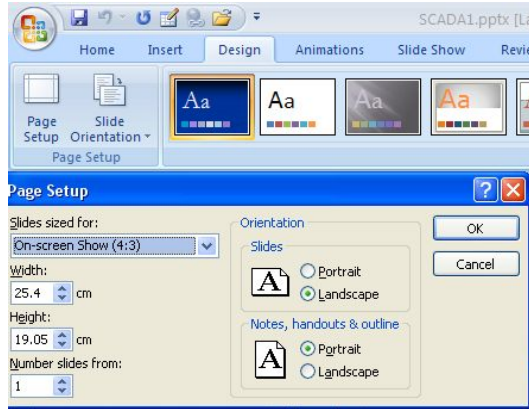 SCADA1.pptx [La
Home Insert Design Animations Slide Show Revie
Page Setup
Slide Orientation
Aa Aa Aa Aa
Page Setup
Page Setup
Slides sized for:
On-screen Show (4:3)
Width:
25.4 cm
Height:
19.05 cm
Number slides from:
1
Orientation
Slides
A
Portrait
Landscape
Notes, handouts & outline
A
Portrait
Landscape
OK
Cancel